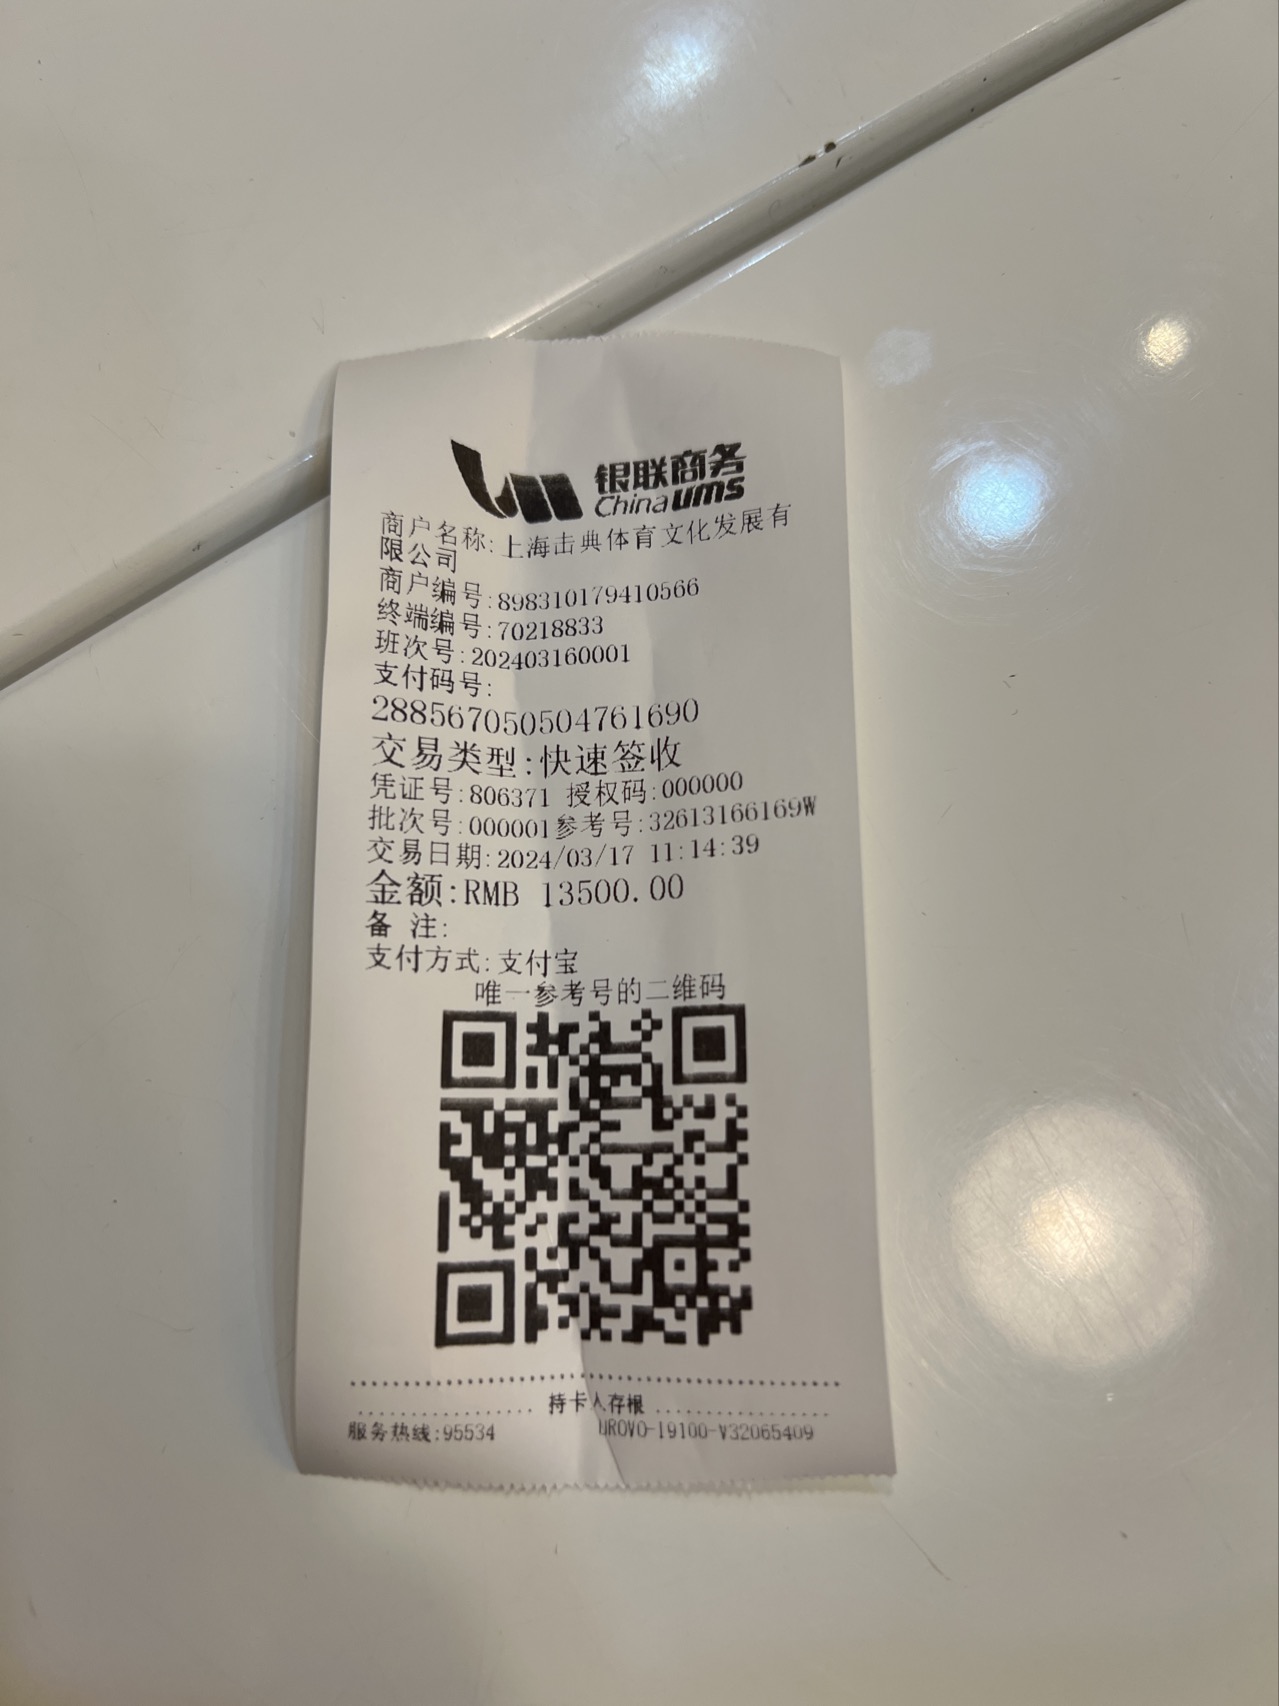 银联商务
Chinaums
商户名称:上海击典体育文化发展有
限公司
商户编号:898310179410566
终端编号:70218833
班次号:202403160001
支付码号:
288567050504761690
交易类型:快速签收
凭证号:806371 授权码:000000
批次号:000001参考号:32613166169W
交易日期:2024/03/17 11:14:39
金额:RMB 13500.00
备 注:
支付方式:支付宝
唯一参考号的二维码
持卡人存根
服务热线:95534 UROVO-I9100-V32065409